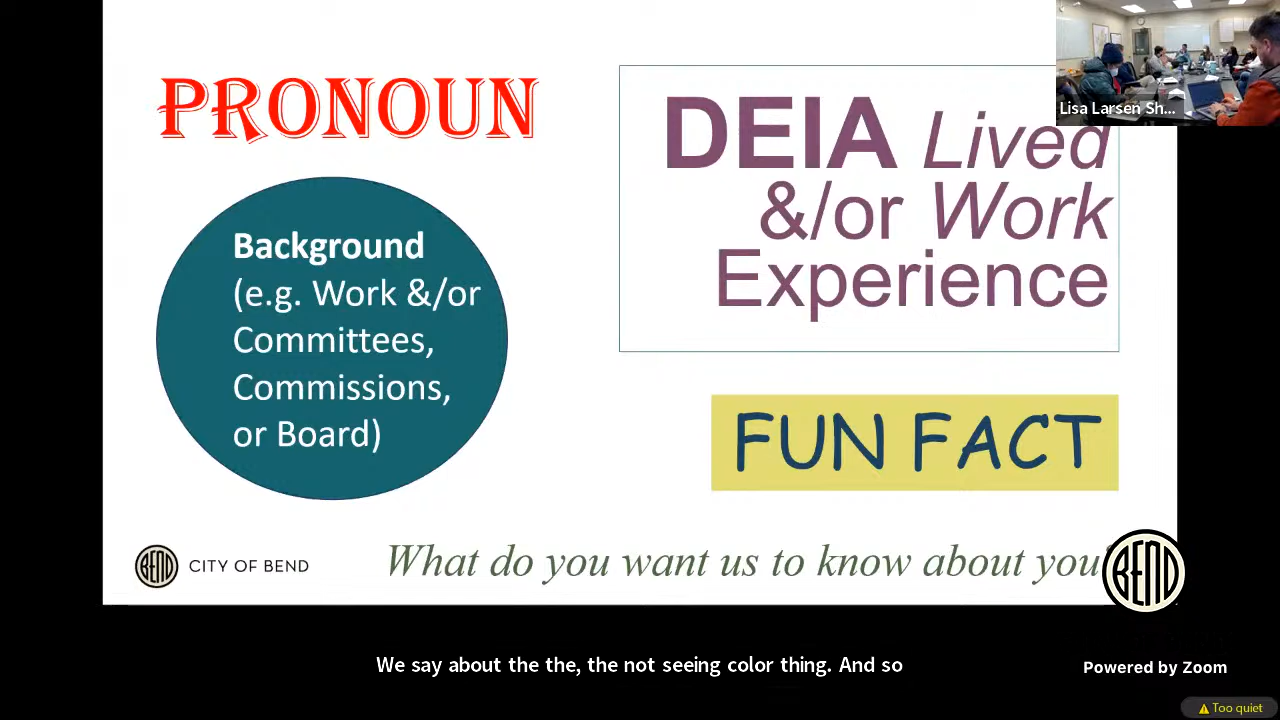 PRONOUN
Background
(e.g. Work &/or
Committees,
Commissions,
or Board)
DEIA Lived
&/or Work
Experience
FUN FACT
What do you want us to know about you
BEND
CITY OF BEND
BEND
Lisa Larsen Sh...
We say about the the, the not seeing color thing. And so
Powered by Zoom
Too quiet